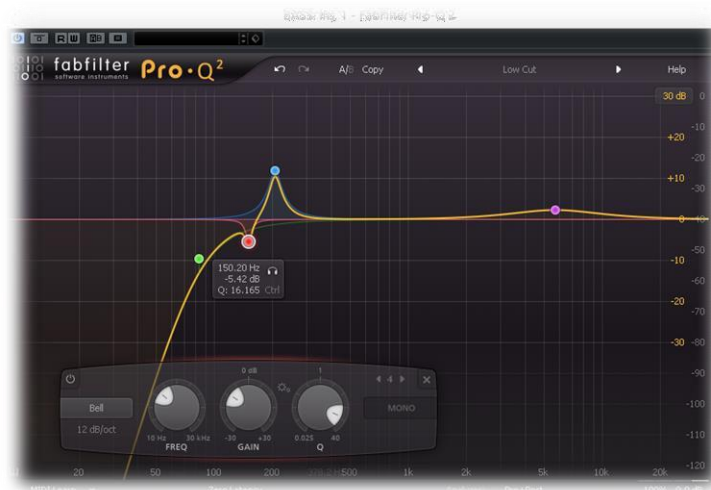 R W
fabfilter Pro·Q²
software instruments
A/B Copy Low Cut Help
30 dB 0
-10
+20
-20
+10
-30
0 -40
-50
-10
-60
-70
-20 -80
-30
-90
-100
-110
-120
150.20 Hz
-5.42 dB
Q: 16.165 Ctrl
0 dB 1 4
Bell MONO
12 dB/oct
10 Hz 30 kHz -30 +30 0.025 40
FREQ GAIN Q
50 100 200 500 1k 2k 5k 10k 20k